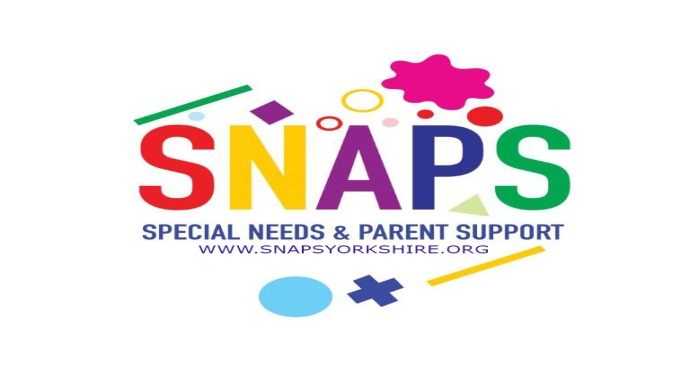 SNAPS
SPECIAL NEEDS & PARENT SUPPORT
WWW.SNAPSYORKSHIRE.ORG